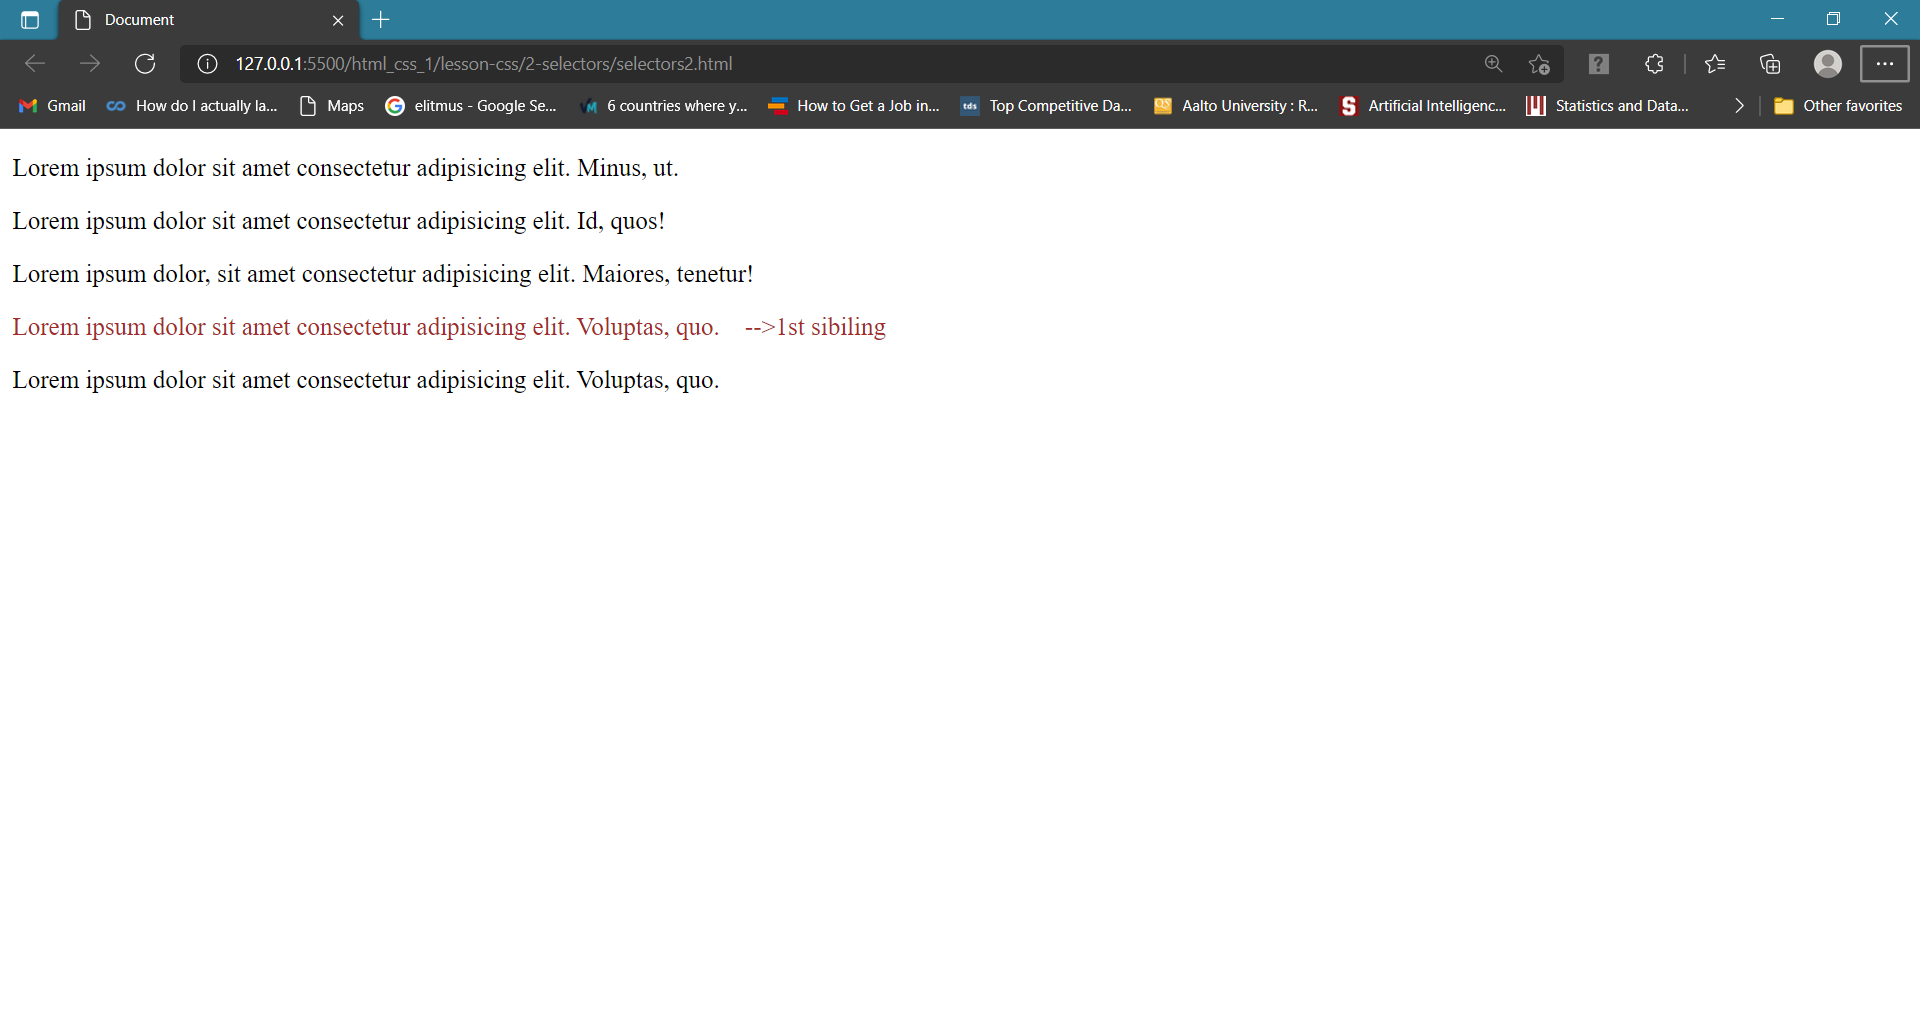 Document
127.0.0.1:5500/html_css_1/lesson-css/2-selectors/selectors2.html
Gmail How do I actually la... Maps elitmus - Google Se... 6 countries where y... How to Get a Job in... tds Top Competitive Da... QS Aalto University : R... S Artificial Intelligenc... Statistics and Data... Other favorites
Lorem ipsum dolor sit amet consectetur adipisicing elit. Minus, ut.
Lorem ipsum dolor sit amet consectetur adipisicing elit. Id, quos!
Lorem ipsum dolor, sit amet consectetur adipisicing elit. Maiores, tenetur!
Lorem ipsum dolor sit amet consectetur adipisicing elit. Voluptas, quo. -->1st sibiling
Lorem ipsum dolor sit amet consectetur adipisicing elit. Voluptas, quo.